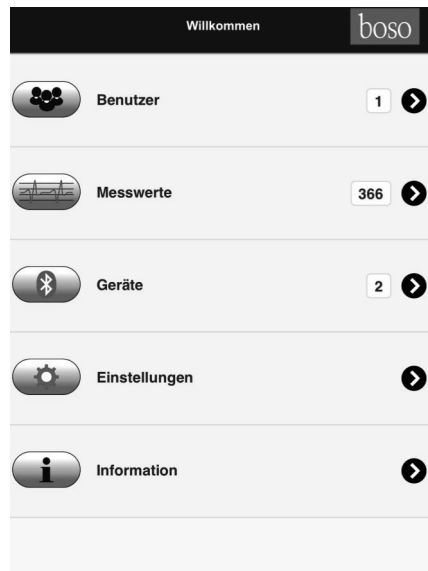 Willkommen boso
Benutzer 1
Messwerte 366
Geräte 2
Einstellungen
Information